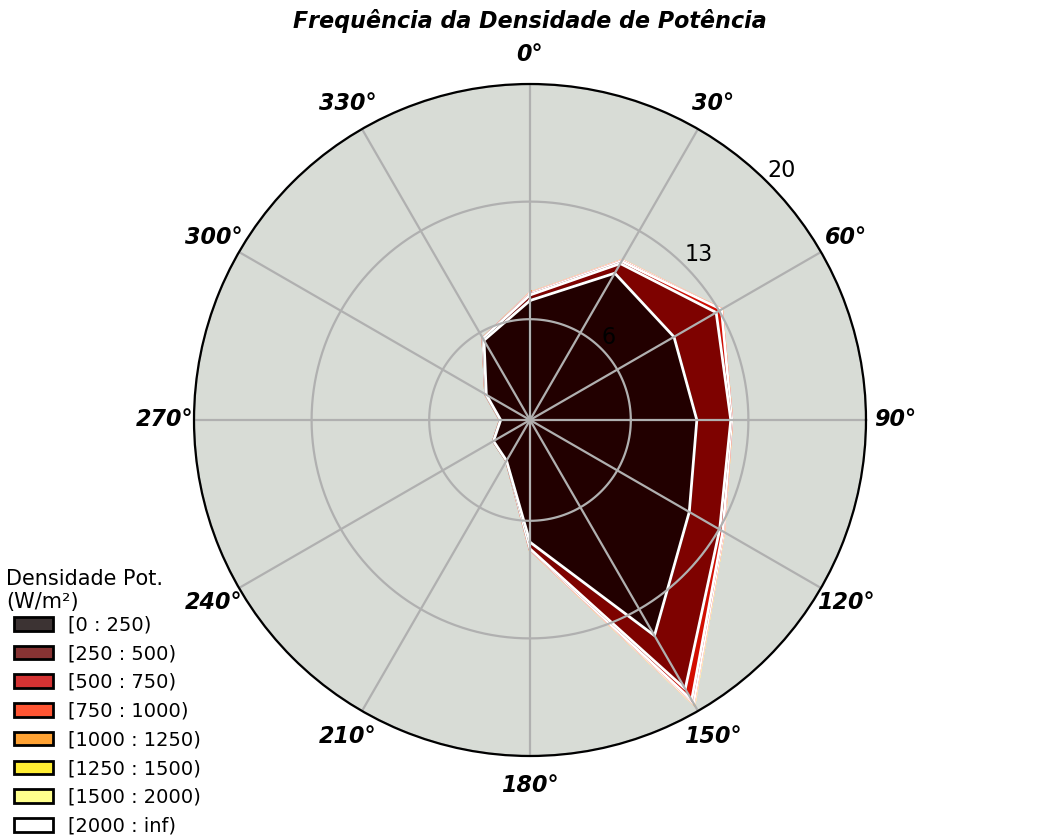 Frequência da Densidade de Potência
0°
330°
30°
20
300°
60°
13
6
270°
90°
240°
120°
210°
150°
180°
Densidade Pot.
(W/m²)
[0 : 250)
[250 : 500)
[500 : 750)
[750 : 1000)
[1000 : 1250)
[1250 : 1500)
[1500 : 2000)
[2000 : inf)